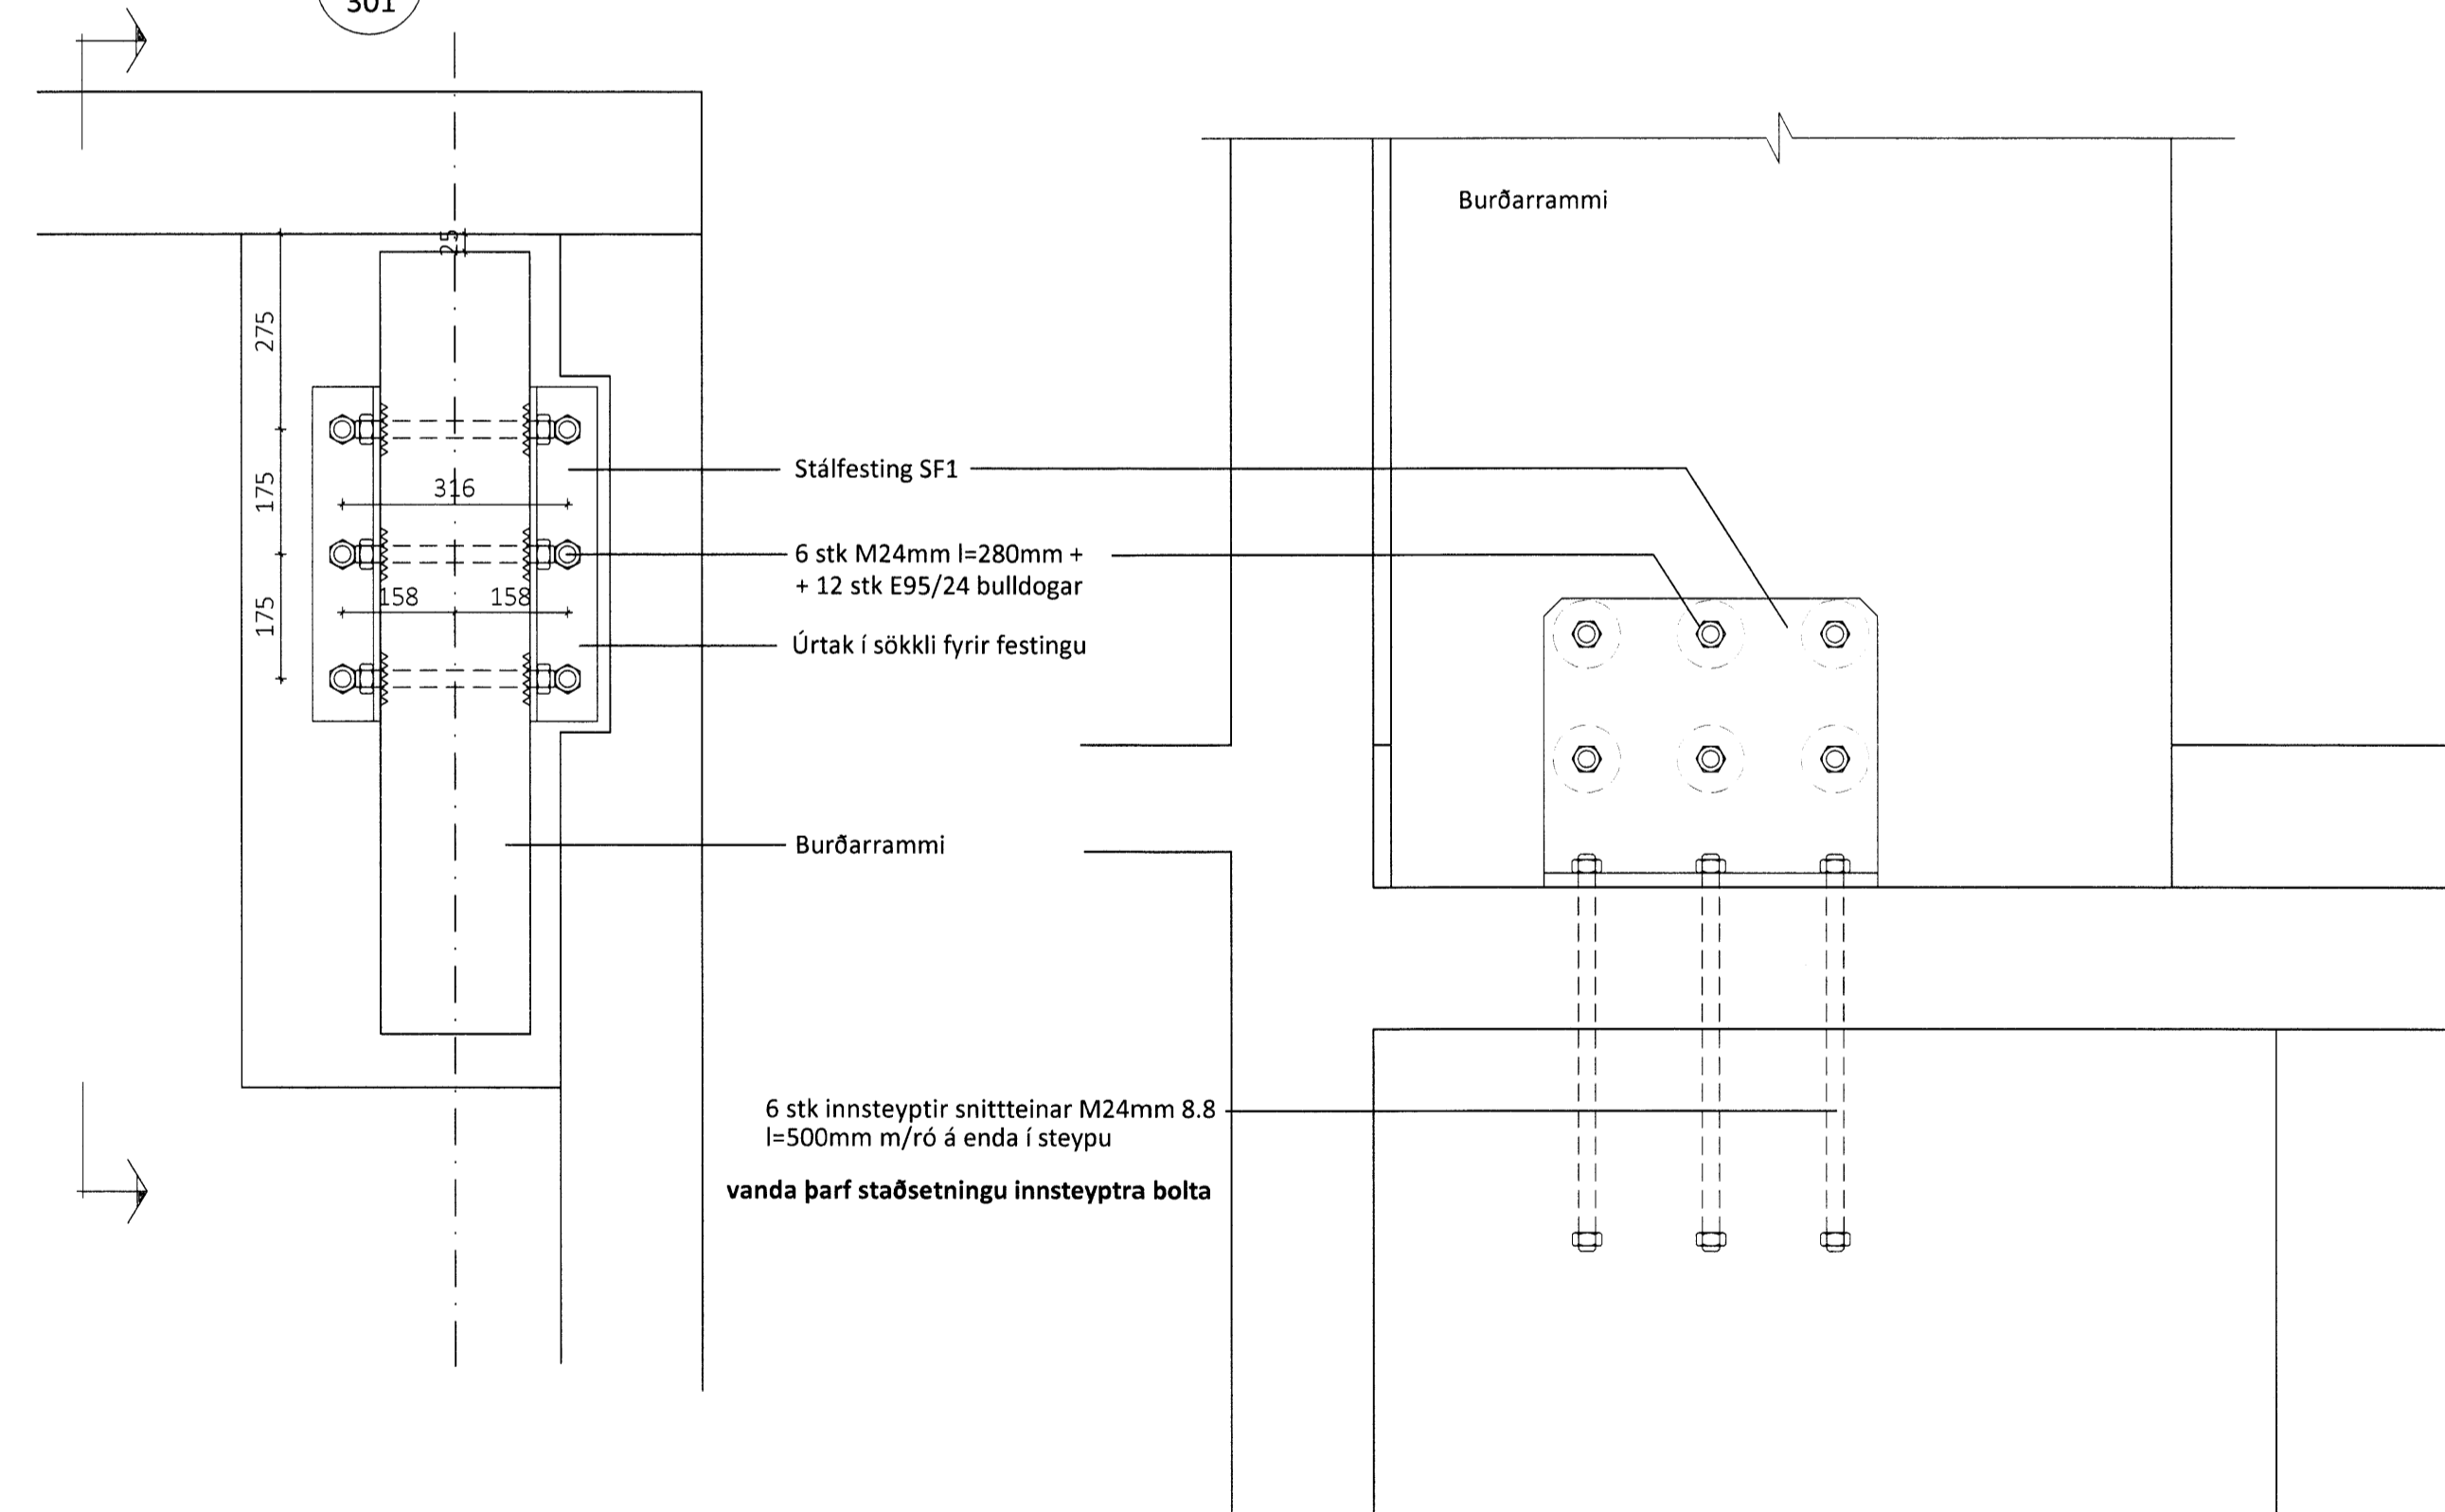 301
Burðarrammi
25
275
175
175
316
158
158
Stálfesting SF1
6 stk M24mm l=280mm +
+ 12 stk E95/24 bulldogar
Úrtak í sökkli fyrir festingu
Burðarrammi
6 stk innsteyptir snittteinar M24mm 8.8
l=500mm m/ró á enda í steypu
vanda þarf staðsetningu innsteyptra bolta